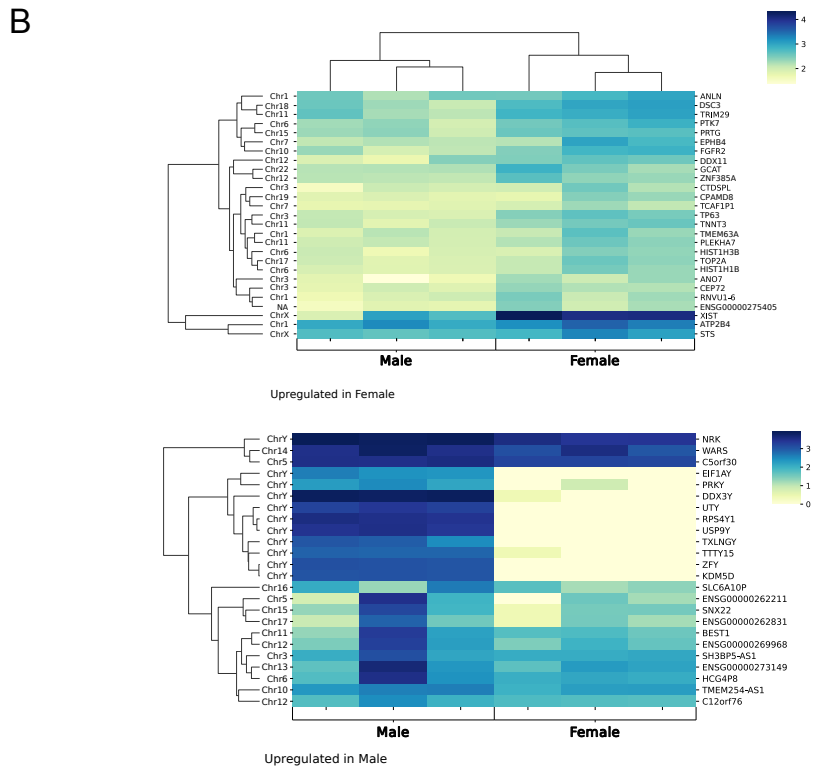 B
4
3
2
Chr1 ANLN
Chr18 DSC3
Chr11 TRIM29
Chr6 PTK7
Chr15 PRTG
Chr7 EPHB4
Chr10 FGFR2
Chr12 DDX11
Chr22 GCAT
Chr12 ZNF385A
Chr3 CTDSPL
Chr19 CPAMD8
Chr7 TCAF1P1
Chr3 TP63
Chr11 TNNT3
Chr1 TMEM63A
Chr11 PLEKHA7
Chr6 HIST1H3B
Chr17 TOP2A
Chr6 HIST1H1B
Chr3 ANO7
Chr3 CEP72
Chr1 RNVU1-6
NA ENSG00000275405
ChrX XIST
Chr1 ATP2B4
ChrX STS
Male Female
Upregulated in Female
3
2
1
0
ChrY NRK
Chr14 WARS
Chr5 C5orf30
ChrY EIF1AY
ChrY PRKY
ChrY DDX3Y
ChrY UTY
ChrY RPS4Y1
ChrY USP9Y
ChrY TXLNGY
ChrY TTTY15
ChrY ZFY
ChrY KDM5D
Chr16 SLC6A10P
Chr5 ENSG00000262211
Chr15 SNX22
Chr17 ENSG00000262831
Chr11 BEST1
Chr12 ENSG00000269968
Chr3 SH3BP5-AS1
Chr13 ENSG00000273149
Chr6 HCG4P8
Chr10 TMEM254-AS1
Chr12 C12orf76
Male Female
Upregulated in Male